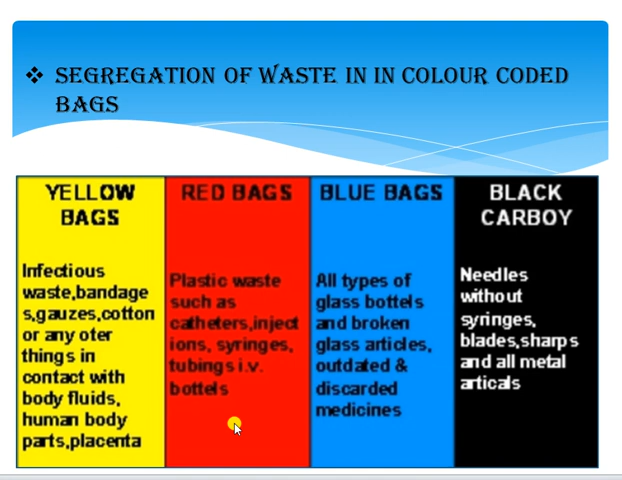 ❖ SEGREGATION OF WASTE IN IN COLOUR CODED
BAGS
YELLOW
BAGS
Infectious
waste,bandage
s,gauzes,cotton
or any oter
things in
contact with
body fluids,
human body
parts,placenta
RED BAGS
Plastic waste
such as
catheters,inject
ions, syringes,
tubings i.v.
bottels
BLUE BAGS
All types of
glass bottels
and broken
glass articles,
outdated &
discarded
medicines
BLACK
CARBOY
Needles
without
syringes,
blades,sharps
and all metal
articals